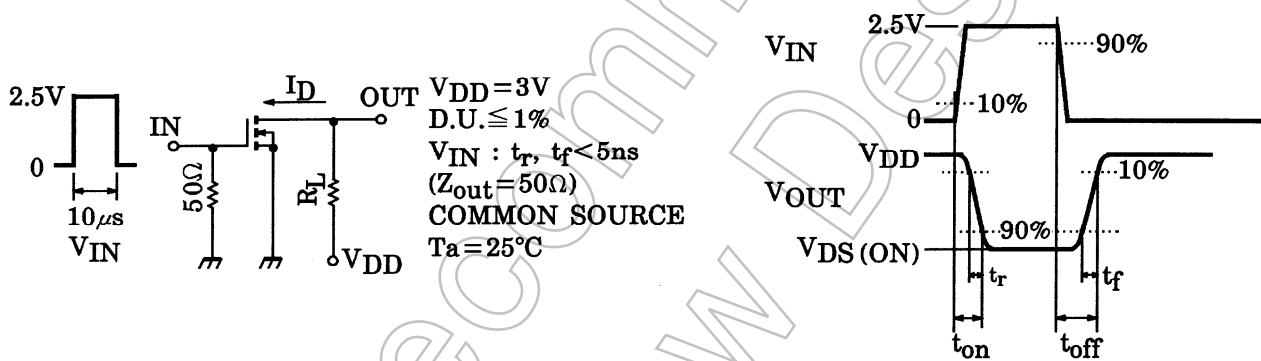 2.5V
0
10μs
VIN
IN
50Ω
ID
OUT
RL
VDD
VDD=3V
D.U.≦1%
VIN : tr, tf<5ns
(Zout=50Ω)
COMMON SOURCE
Ta=25°C
VIN
2.5V
90%
10%
0
VDD
VOUT
10%
90%
VDS (ON)
tr
tf
ton
toff